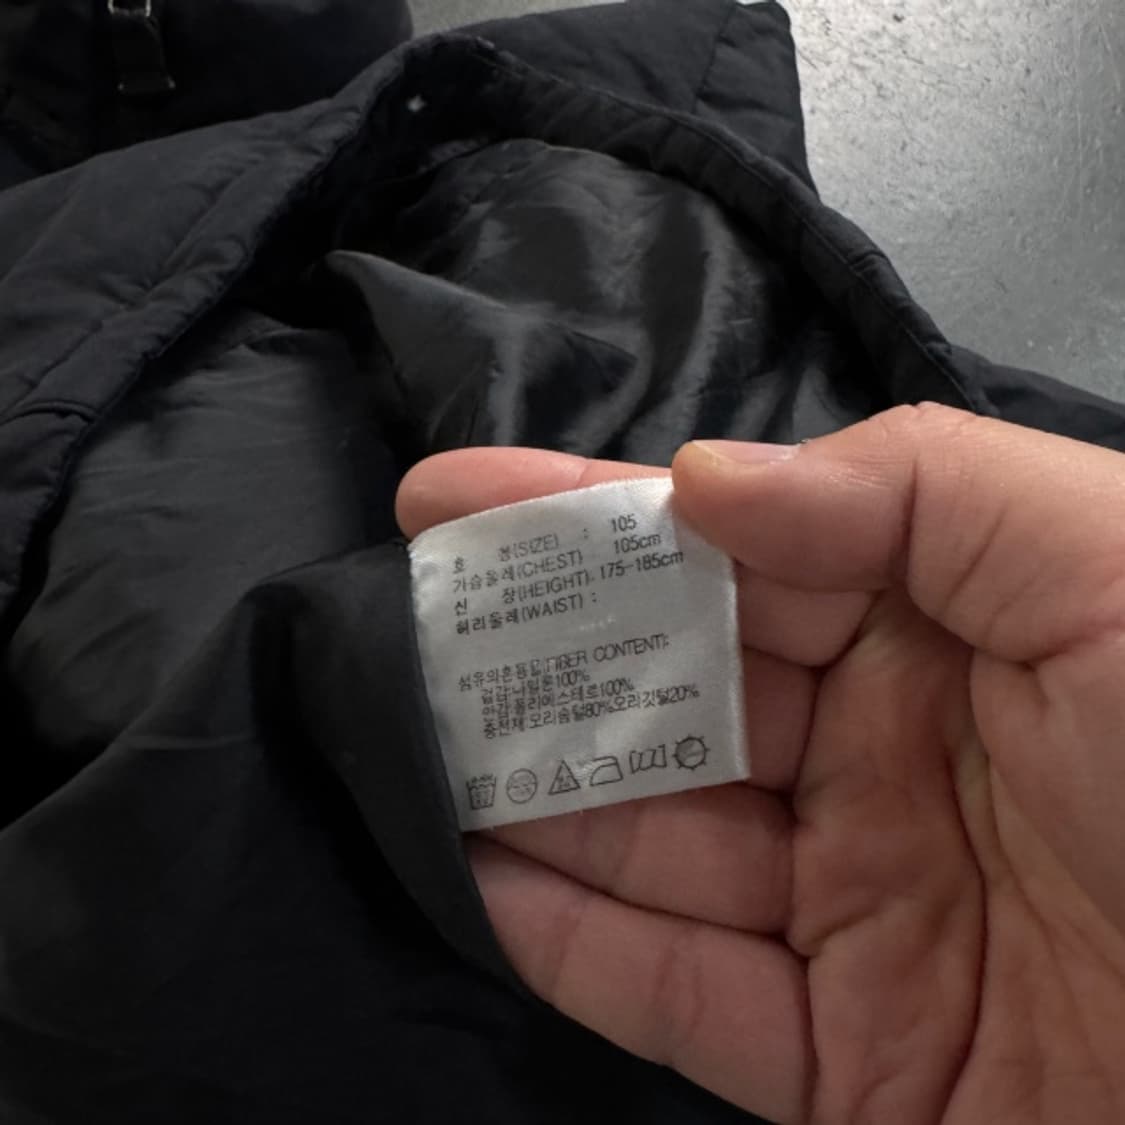 호 칭(SIZE) : 105
가슴둘레(CHEST) 105cm
신 장(HEIGHT). 175-185cm
허리둘레(WAIST) :
섬유의혼용률(FIBER CONTENT):
겉감:나일론100%
안감:폴리에스테르100%
충전재:오리솜털80%오리깃털20%